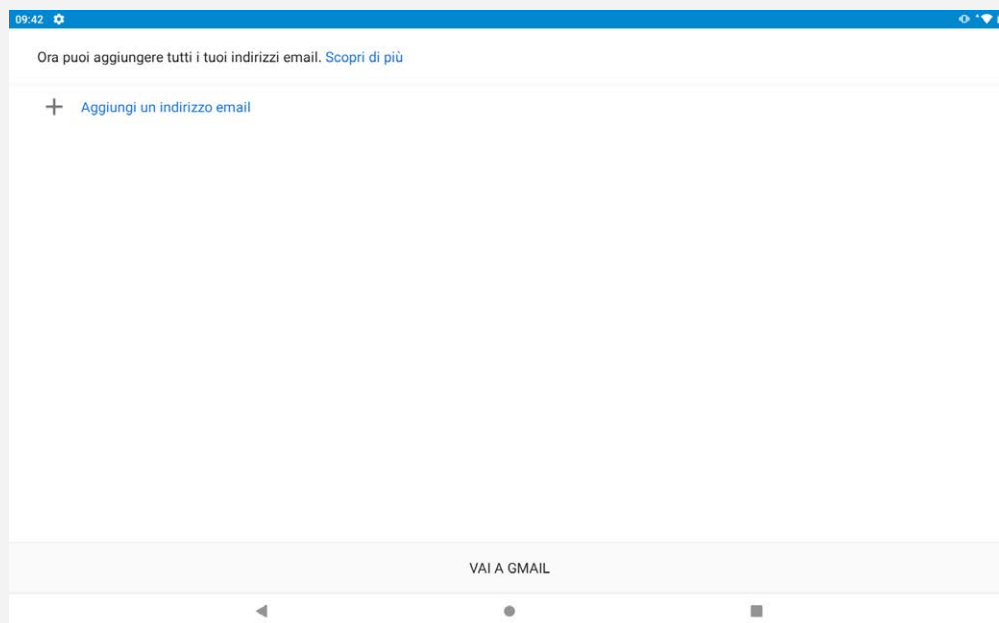 09:42
Ora puoi aggiungere tutti i tuoi indirizzi email. Scopri di più
Aggiungi un indirizzo email
VAI A GMAIL